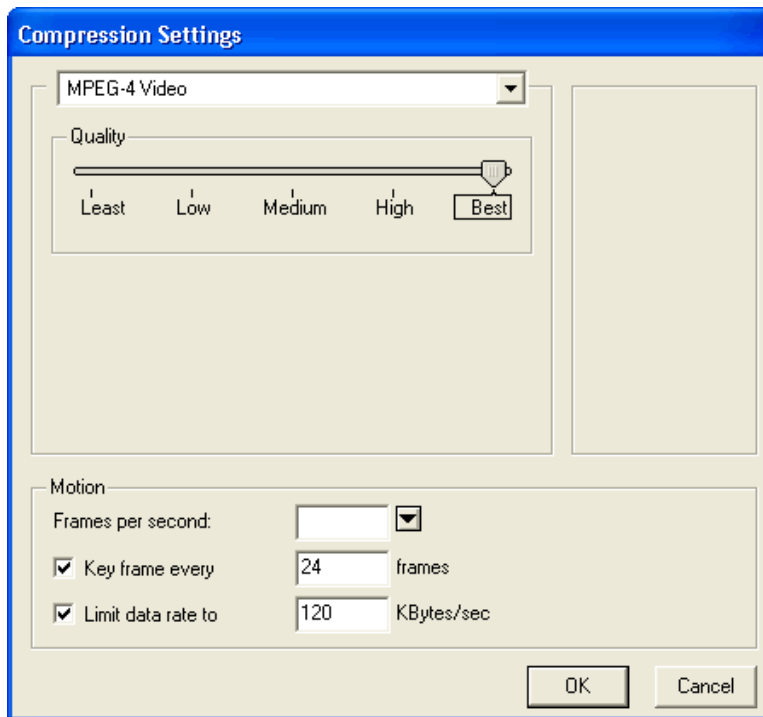 Compression Settings
MPEG-4 Video
Quality
Least Low Medium High Best
Motion
Frames per second:
Key frame every 24 frames
Limit data rate to 120 KBytes/sec
OK Cancel